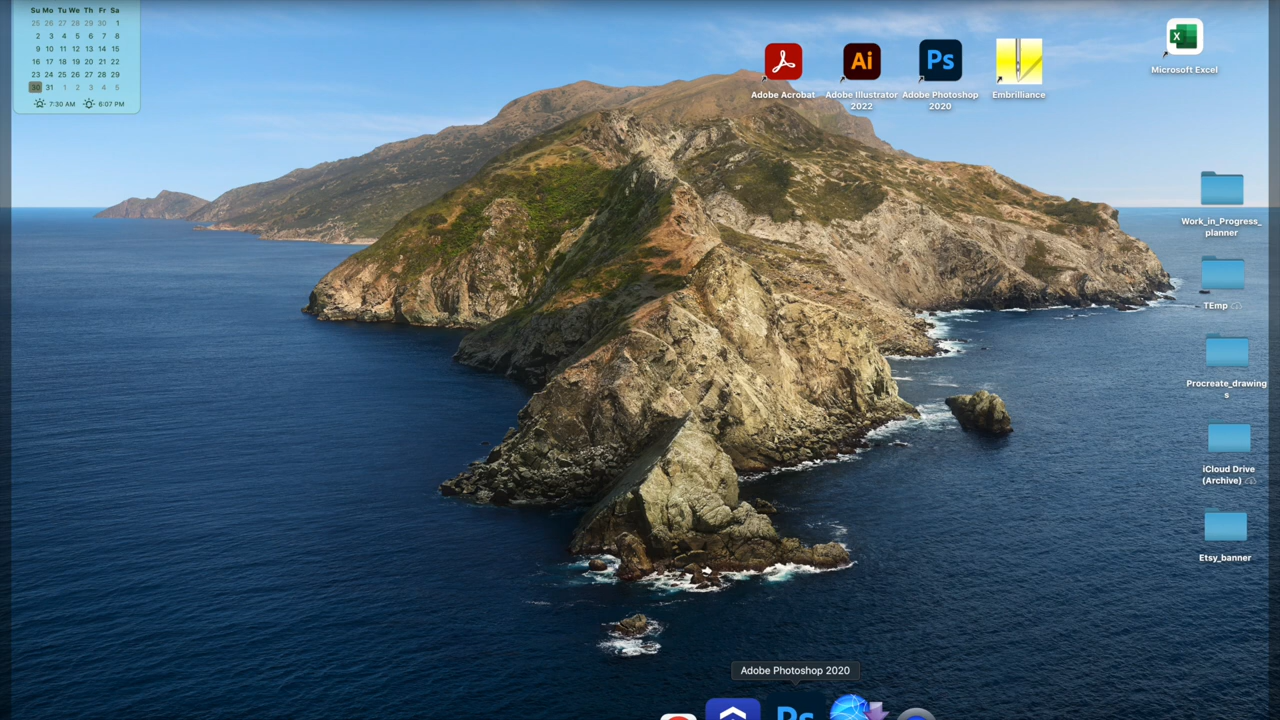 Su Mo Tu We Th Fr Sa
25 26 27 28 29 30 1
2 3 4 5 6 7 8
9 10 11 12 13 14 15
16 17 18 19 20 21 22
23 24 25 26 27 28 29
30 31 1 2 3 4 5
7:30 AM 6:07 PM
Adobe Acrobat
Ai
Adobe Illustrator
2022
Ps
Adobe Photoshop
2020
Embrilliance
X
Microsoft Excel
Work_in_Progress_
planner
TEmp
Procreate_drawing
s
iCloud Drive
(Archive)
Etsy_banner
Adobe Photoshop 2020
Ps